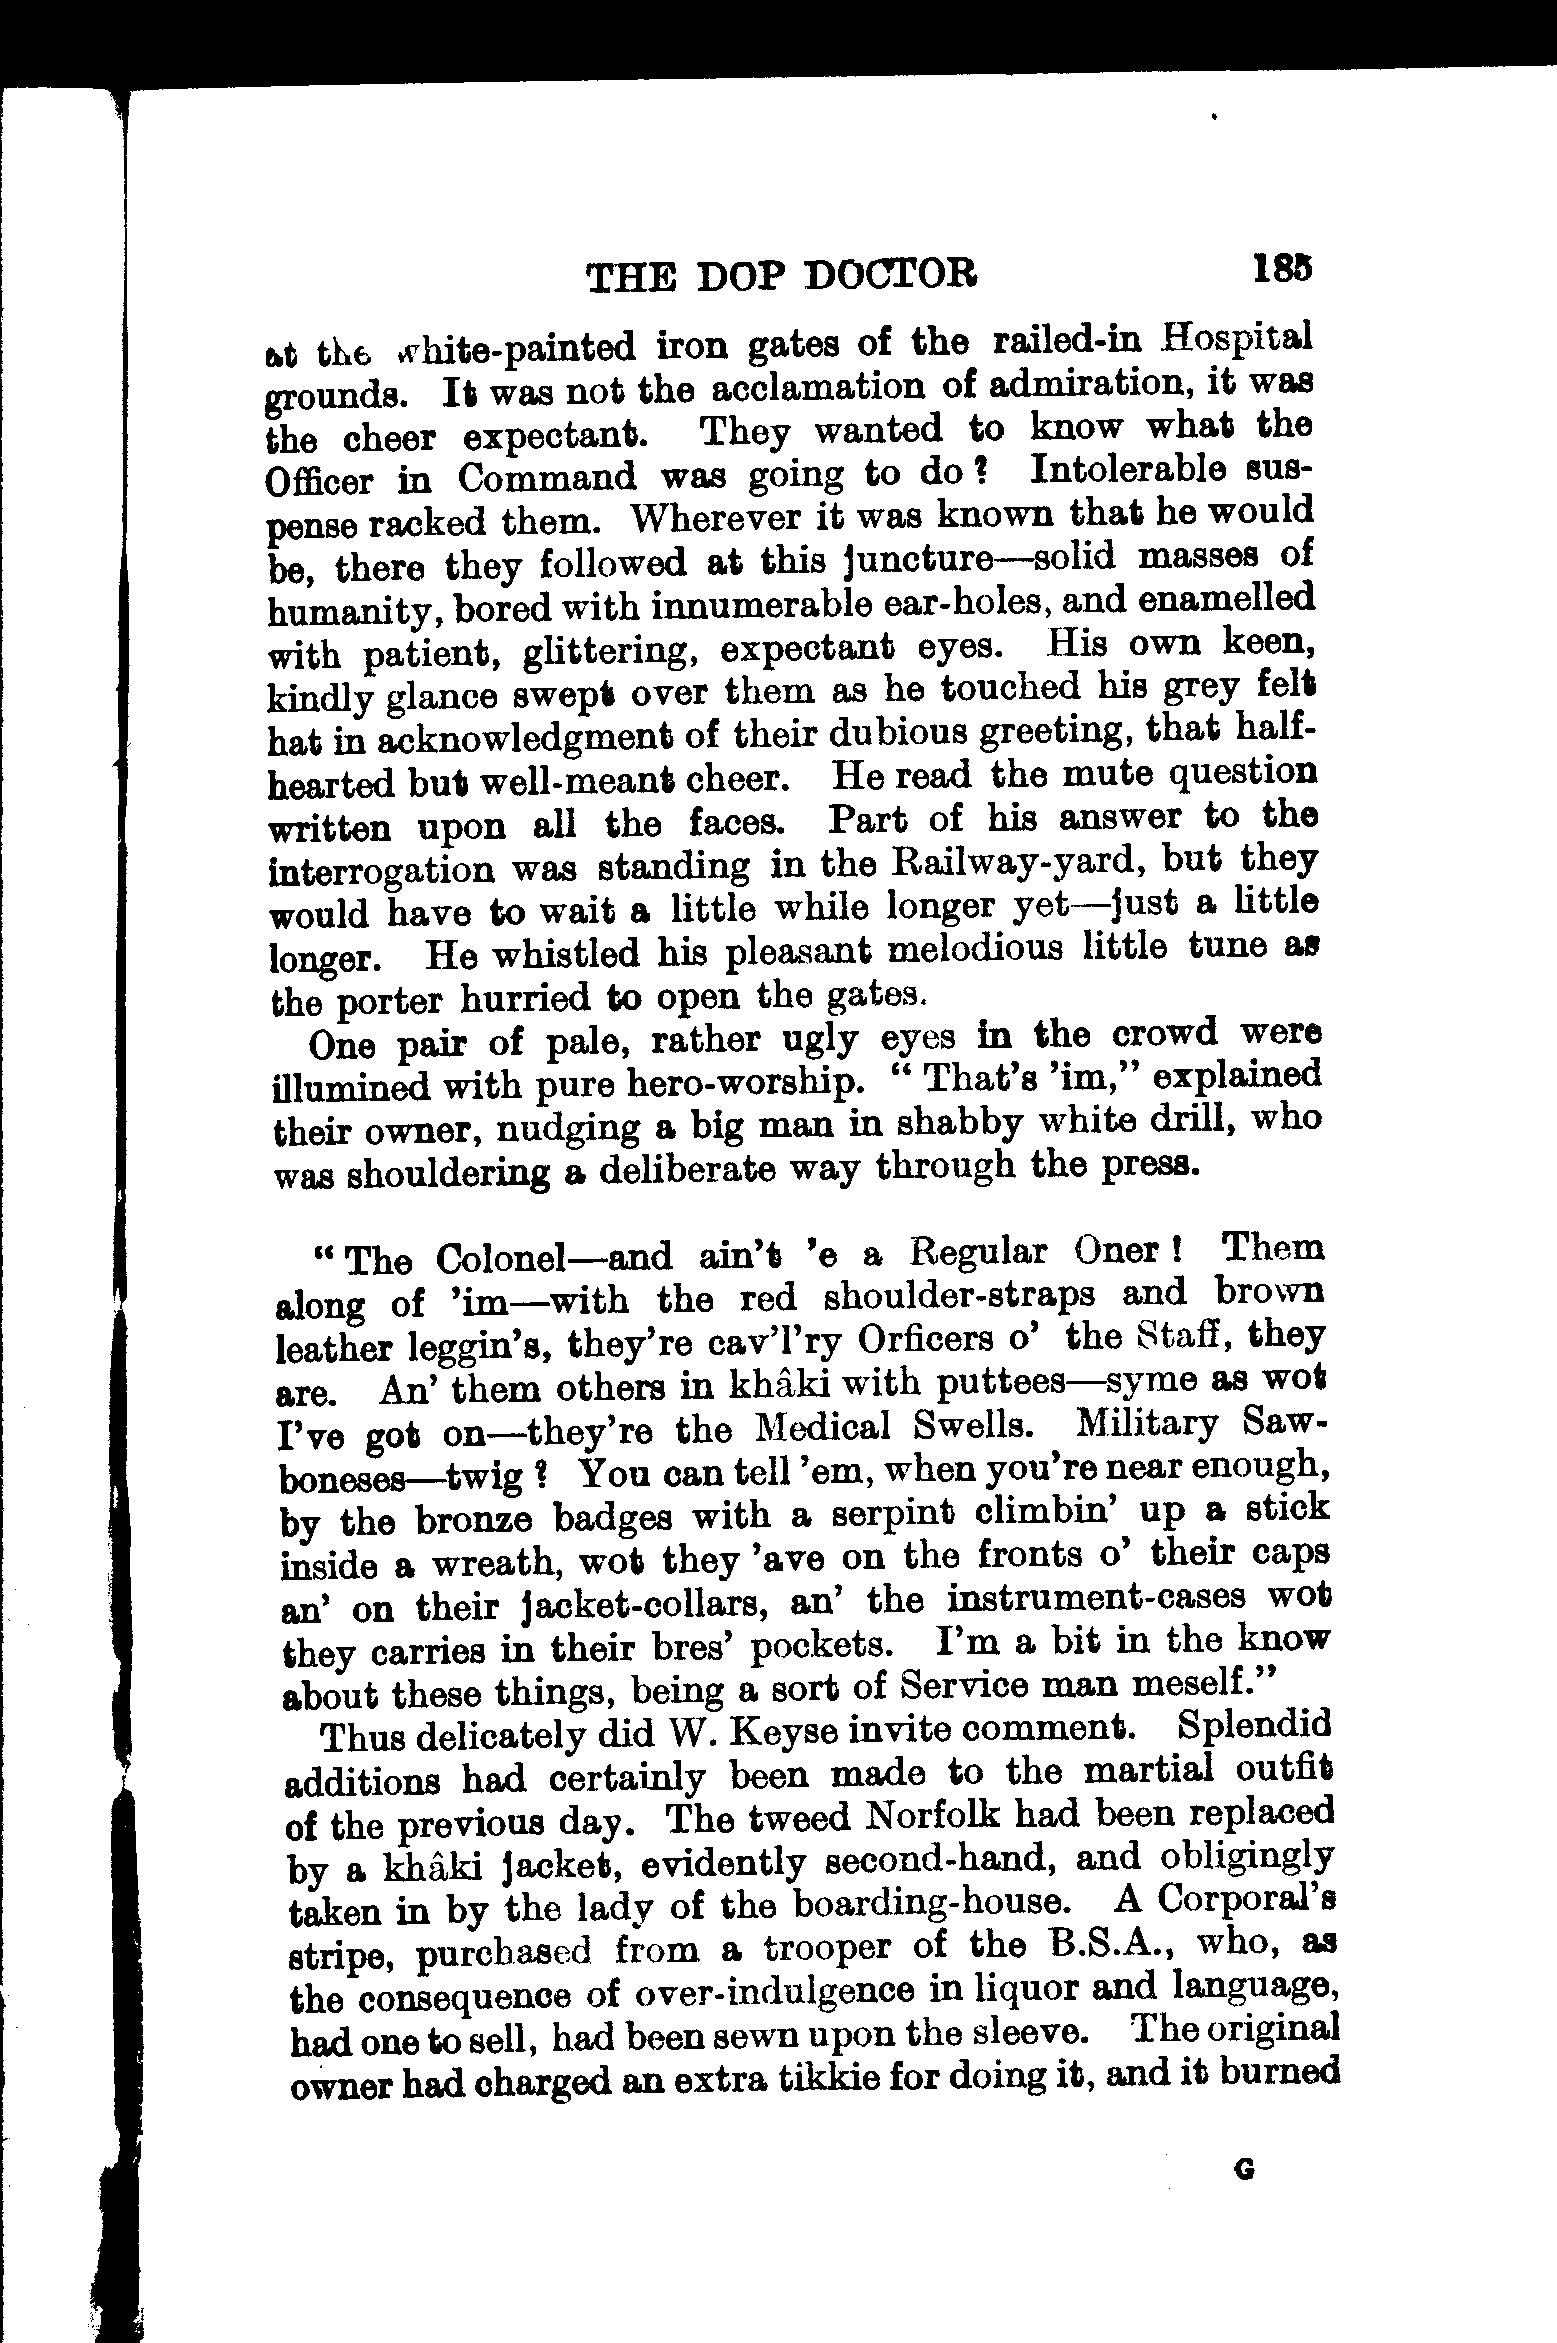 THE DOP DOCTOR 185
at the white-painted iron gates of the railed-in Hospital
grounds. It was not the acclamation of admiration, it was
the cheer expectant. They wanted to know what the
Officer in Command was going to do? Intolerable sus-
pense racked them. Wherever it was known that he would
be, there they followed at this juncture—solid masses of
humanity, bored with innumerable ear-holes, and enamelled
with patient, glittering, expectant eyes. His own keen,
kindly glance swept over them as he touched his grey felt
hat in acknowledgment of their dubious greeting, that half-
hearted but well-meant cheer. He read the mute question
written upon all the faces. Part of his answer to the
interrogation was standing in the Railway-yard, but they
would have to wait a little while longer yet—just a little
longer. He whistled his pleasant melodious little tune as
the porter hurried to open the gates.
One pair of pale, rather ugly eyes in the crowd were
illumined with pure hero-worship. “That’s ’im,” explained
their owner, nudging a big man in shabby white drill, who
was shouldering a deliberate way through the press.
“The Colonel—and ain’t ’e a Regular Oner! Them
along of ’im—with the red shoulder-straps and brown
leather leggin’s, they’re cav’l’ry Orficers o’ the Staff, they
are. An’ them others in khâki with puttees—syme as wot
I’ve got on—they’re the Medical Swells. Military Saw-
boneses—twig? You can tell ’em, when you’re near enough,
by the bronze badges with a serpint climbin’ up a stick
inside a wreath, wot they ’ave on the fronts o’ their caps
an’ on their jacket-collars, an’ the instrument-cases wot
they carries in their bres’ pockets. I’m a bit in the know
about these things, being a sort of Service man meself.”
Thus delicately did W. Keyse invite comment. Splendid
additions had certainly been made to the martial outfit
of the previous day. The tweed Norfolk had been replaced
by a khâki jacket, evidently second-hand, and obligingly
taken in by the lady of the boarding-house. A Corporal’s
stripe, purchased from a trooper of the B.S.A., who, as
the consequence of over-indulgence in liquor and language,
had one to sell, had been sewn upon the sleeve. The original
owner had charged an extra tikkie for doing it, and it burned
G